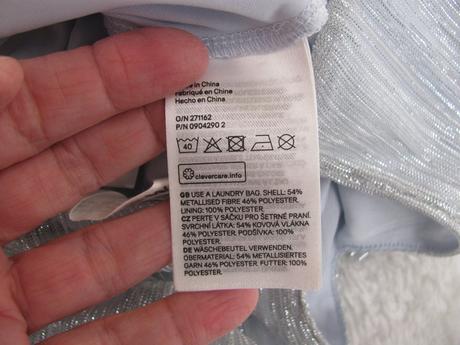 in China
Fabriqué en China
Hecho en China
O/N 271162
P/N 0904290 2
40
clevercare.info
GB USE A LAUNDRY BAG. SHELL: 54%
METALLISED FIBRE 46% POLYESTER.
LINING: 100% POLYESTER.
CZ PERTE V SÁČKU PRO ŠETRNÉ PRANÍ.
SVRCHNÍ LÁTKA: 54% KOVOVÁ VLÁKNA
46% POLYESTER. PODŠÍVKA: 100%
POLYESTER.
DE WÄSCHEBEUTEL VERWENDEN.
OBERMATERIAL: 54% METALLISIERTES
GARN 46% POLYESTER. FUTTER: 100%
POLYESTER.